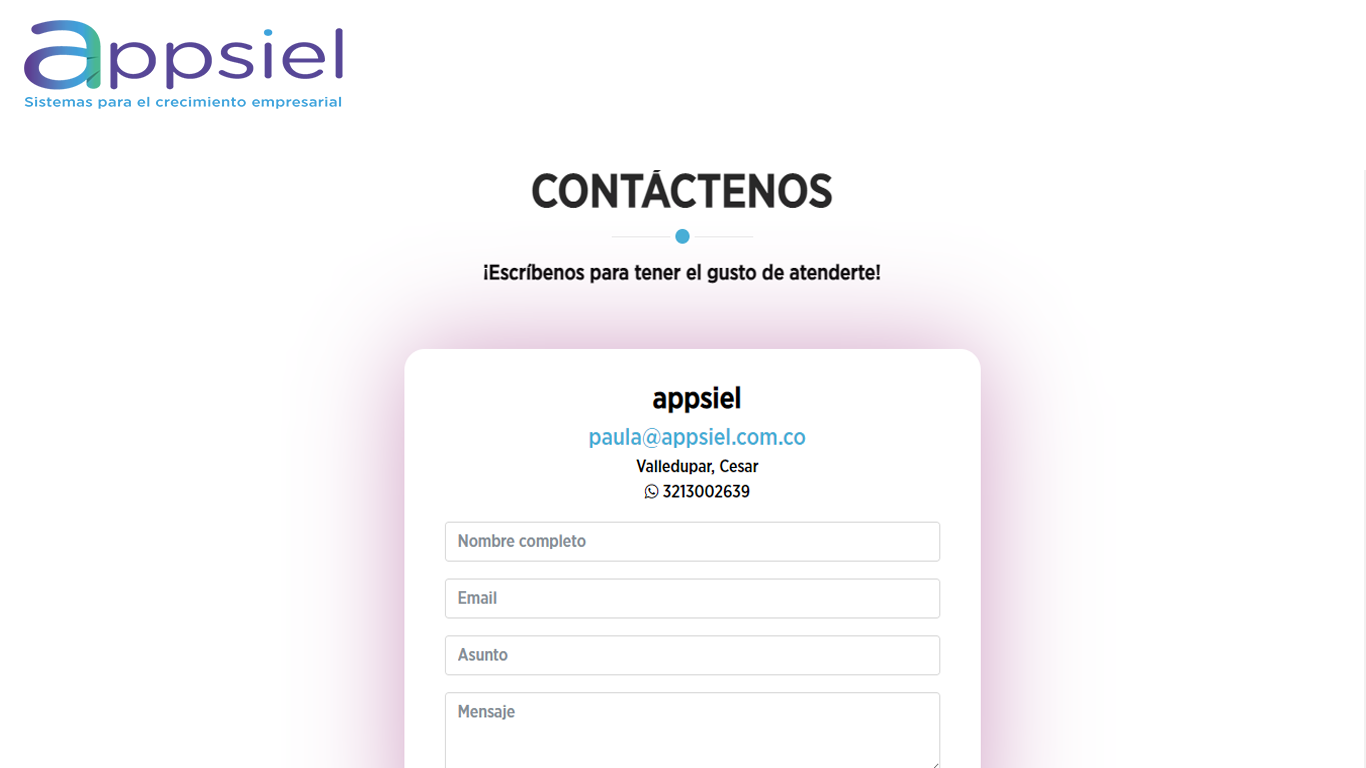 appsiel
Sistemas para el crecimiento empresarial
CONTÁCTENOS
¡Escríbenos para tener el gusto de atenderte!
appsiel
paula@appsiel.com.co
Valledupar, Cesar
3213002639
Nombre completo
Email
Asunto
Mensaje